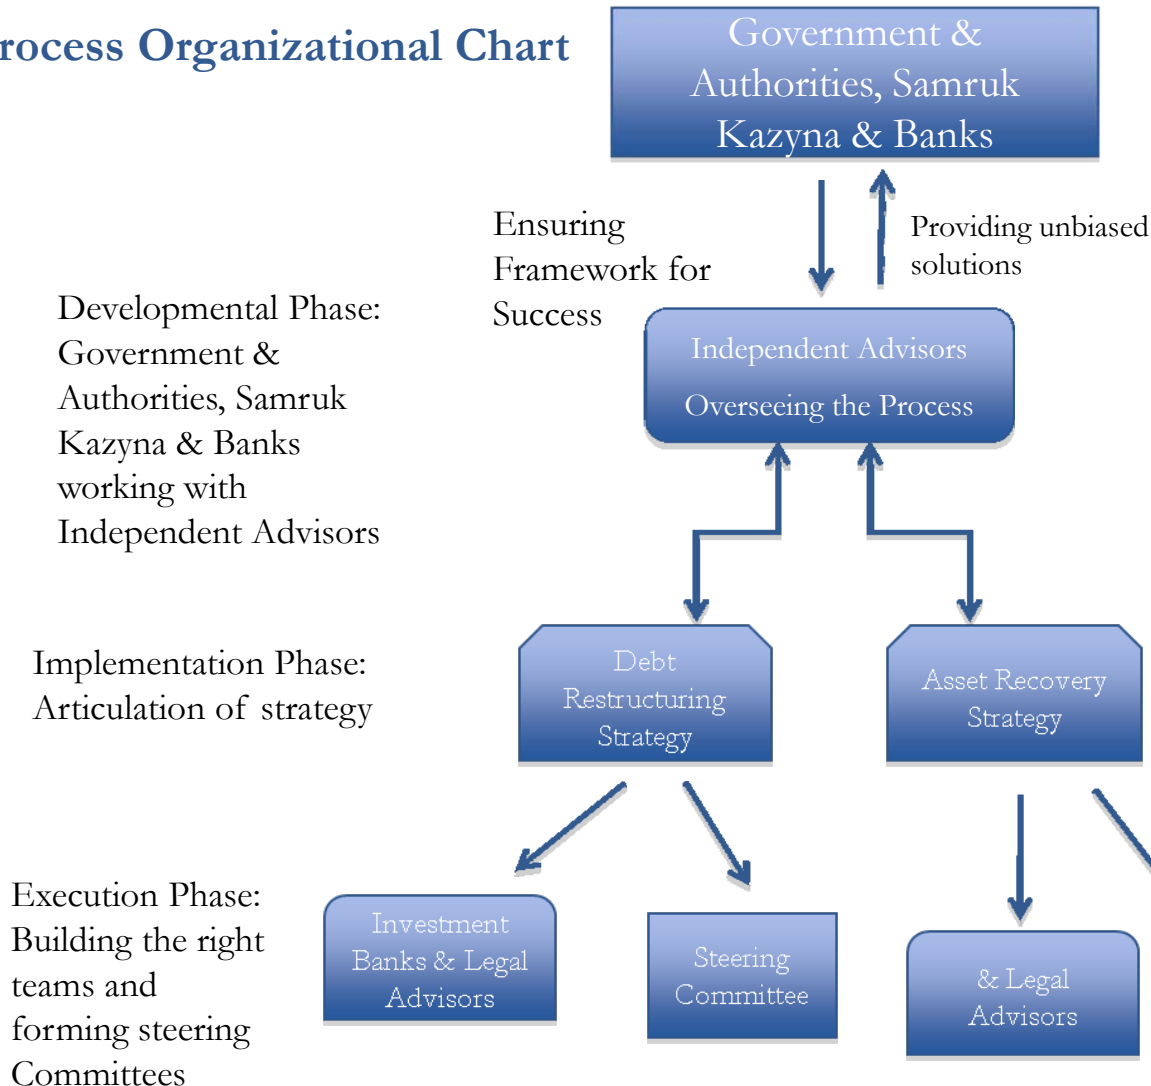 rocess Organizational Chart
Government &
Authorities, Samruk
Kazyna & Banks
Ensuring
Framework for
Success
Providing unbiased
solutions
Developmental Phase:
Government &
Authorities, Samruk
Kazyna & Banks
working with
Independent Advisors
Independent Advisors
Overseeing the Process
Implementation Phase:
Articulation of strategy
Debt
Restructuring
Strategy
Asset Recovery
Strategy
Execution Phase:
Building the right
teams and
forming steering
Committees
Investment
Banks & Legal
Advisors
Steering
Committee
& Legal
Advisors